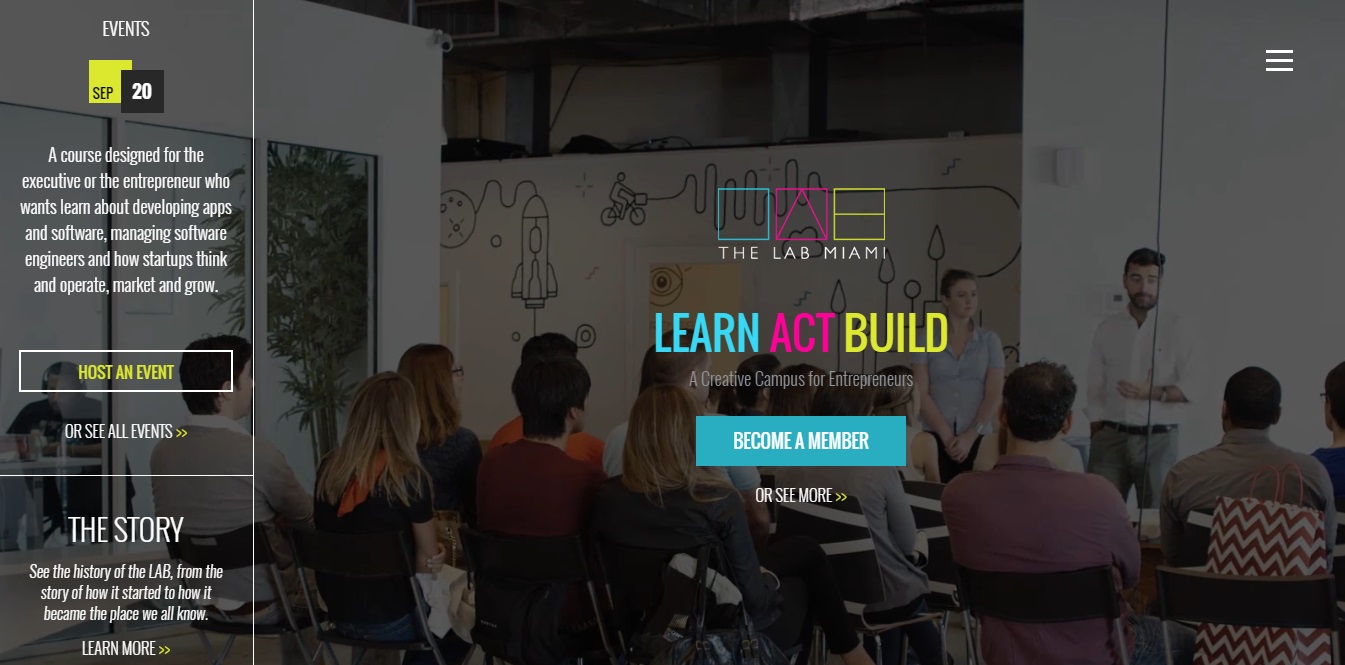 EVENTS
SEP 20
A course designed for the
executive or the entrepreneur who
wants learn about developing apps
and software, managing software
engineers and how startups think
and operate, market and grow.
HOST AN EVENT
OR SEE ALL EVENTS >>
THE STORY
See the history of the LAB, from the
story of how it started to how it
became the place we all know.
LEARN MORE >>
LAB
THE LAB MIAMI
LEARN ACT BUILD
A Creative Campus for Entrepreneurs
BECOME A MEMBER
OR SEE MORE >>